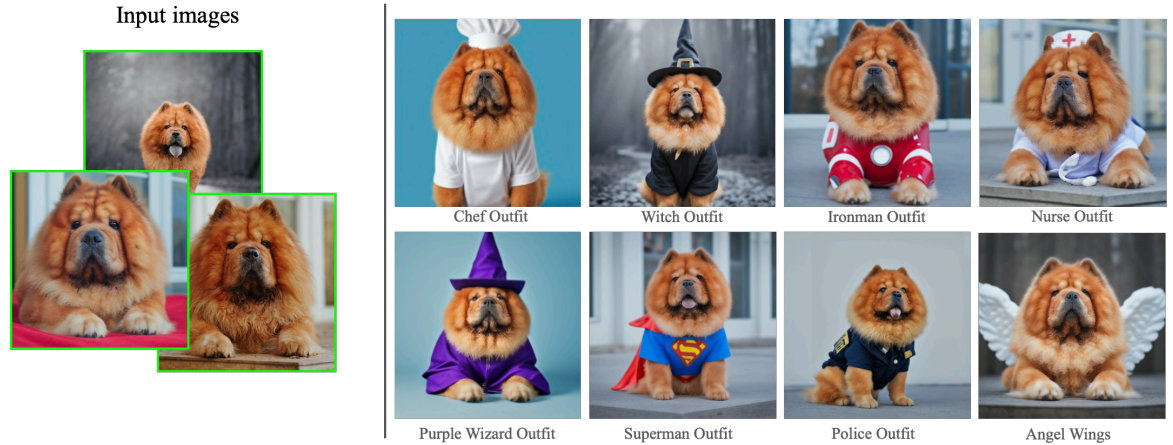 Input images
Chef Outfit
Witch Outfit
Ironman Outfit
Nurse Outfit
S
Purple Wizard Outfit
Superman Outfit
Police Outfit
Angel Wings